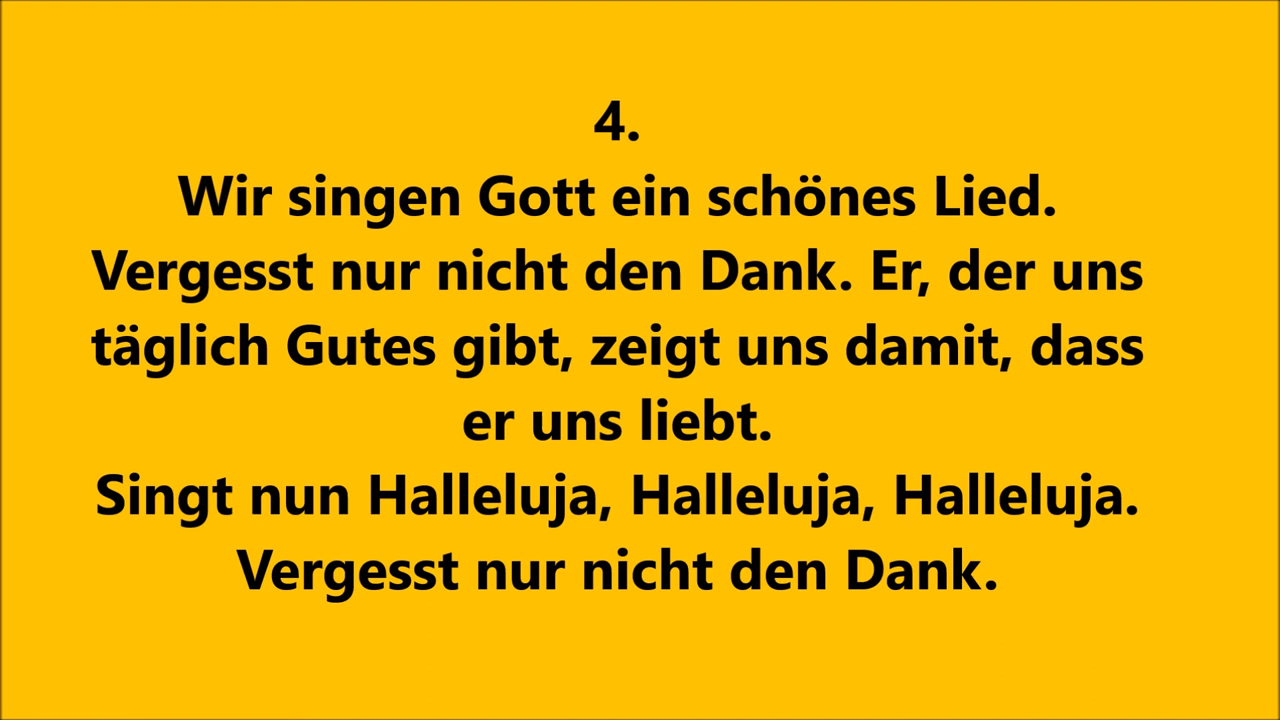 4.
Wir singen Gott ein schönes Lied.
Vergesst nur nicht den Dank. Er, der uns
täglich Gutes gibt, zeigt uns damit, dass
er uns liebt.
Singt nun Halleluja, Halleluja, Halleluja.
Vergesst nur nicht den Dank.